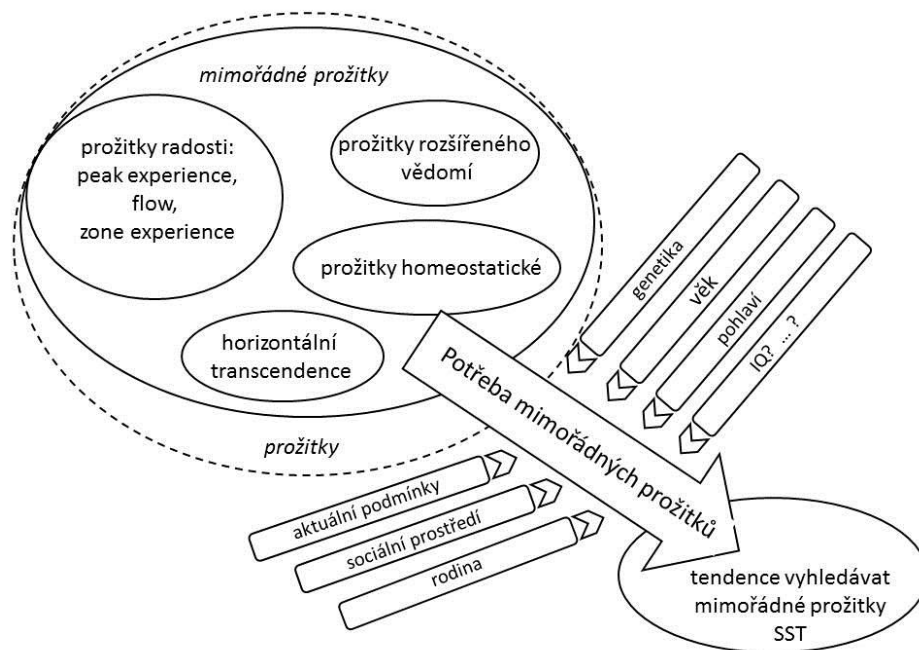 mimořádné prožitky
prožitky radosti:
peak experience,
flow,
zone experience
prožitky rozšířeného
vědomí
prožitky homeostatické
horizontální
transcendence
prožitky
genetika
věk
pohlaví
IQ? ... ?
Potřeba mimořádných prožitků
aktuální podmínky
sociální prostředí
rodina
tendence vyhledávat
mimořádné prožitky
SST